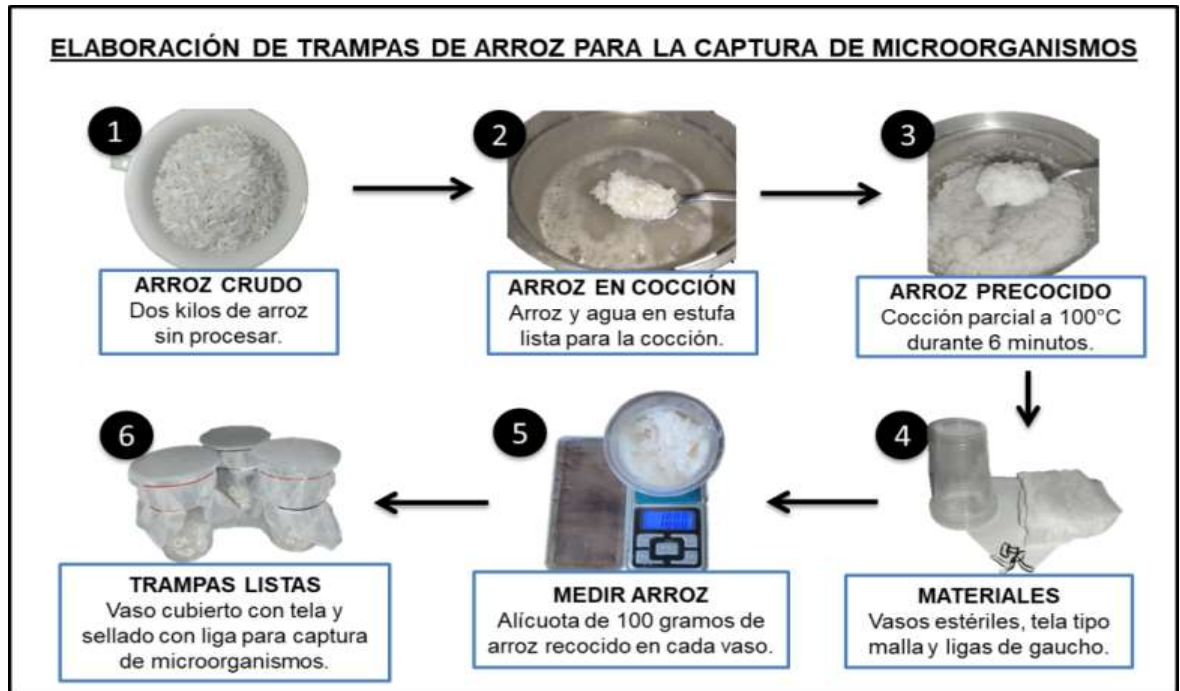 ELABORACIÓN DE TRAMPAS DE ARROZ PARA LA CAPTURA DE MICROORGANISMOS
1
ARROZ CRUDO
Dos kilos de arroz
sin procesar.
2
ARROZ EN COCCIÓN
Arroz y agua en estufa
lista para la cocción.
3
ARROZ PRECOCIDO
Cocción parcial a 100°C
durante 6 minutos.
4
MATERIALES
Vasos estériles, tela tipo
malla y ligas de gaucho.
5
MEDIR ARROZ
Alícuota de 100 gramos de
arroz recocido en cada vaso.
6
TRAMPAS LISTAS
Vaso cubierto con tela y
sellado con liga para captura
de microorganismos.